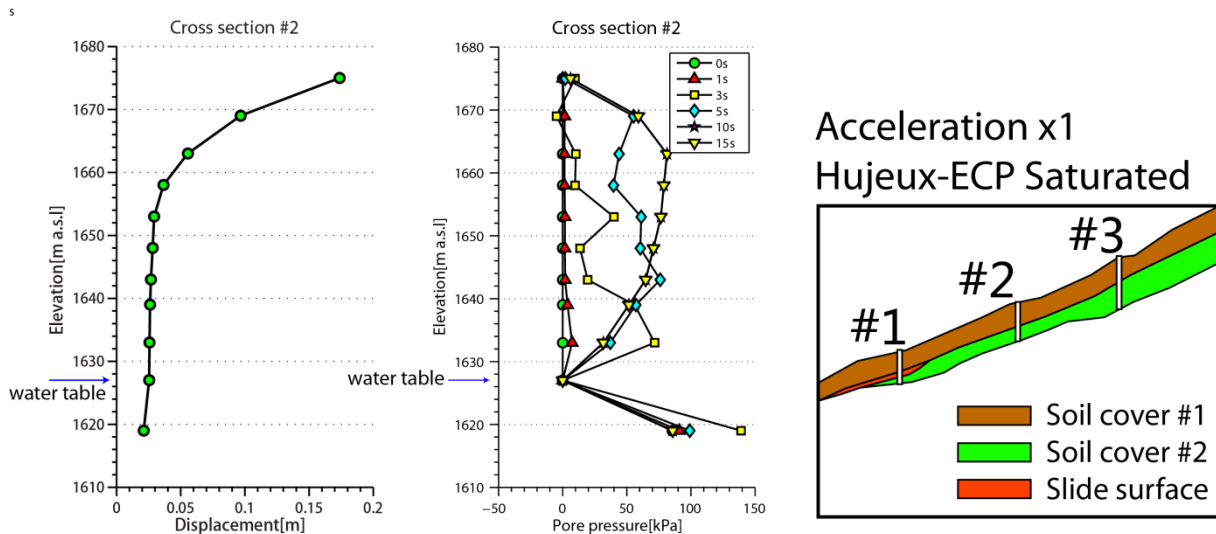 s
Cross section #2
1680
1670
1660
1650
1640
1630
1620
1610
Elevation[m a.s.l]
water table
0
0.05
0.1
0.15
0.2
Displacement[m]
Cross section #2
1680
1670
1660
1650
1640
1630
1620
1610
Elevation[m a.s.l]
water table
0s
1s
3s
5s
10s
15s
−50
0
50
100
150
Pore pressure[kPa]
Acceleration x1
Hujeux-ECP Saturated
#1
#2
#3
Soil cover #1
Soil cover #2
Slide surface